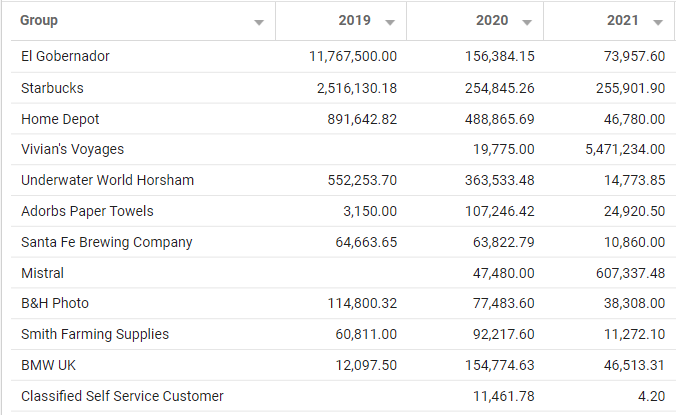 Group 2019 2020 2021
El Gobernador 11,767,500.00 156,384.15 73,957.60
Starbucks 2,516,130.18 254,845.26 255,901.90
Home Depot 891,642.82 488,865.69 46,780.00
Vivian's Voyages 19,775.00 5,471,234.00
Underwater World Horsham 552,253.70 363,533.48 14,773.85
Adorbs Paper Towels 3,150.00 107,246.42 24,920.50
Santa Fe Brewing Company 64,663.65 63,822.79 10,860.00
Mistral 47,480.00 607,337.48
B&H Photo 114,800.32 77,483.60 38,308.00
Smith Farming Supplies 60,811.00 92,217.60 11,272.10
BMW UK 12,097.50 154,774.63 46,513.31
Classified Self Service Customer 11,461.78 4.20